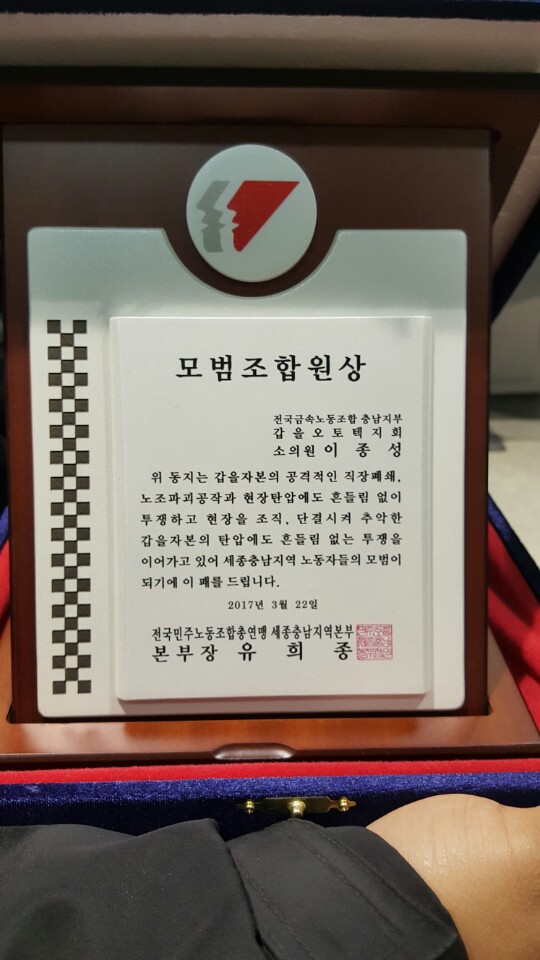 모범조합원상
전국금속노동조합 충남지부
갑을오토텍지회
소의원 이종성
위 동지는 갑을자본의 공격적인 직장폐쇄,
노조파괴공작과 현장탄압에도 흔들림 없이
투쟁하고 현장을 조직, 단결시켜 추악한
갑을자본의 탄압에도 흔들림 없는 투쟁을
이어가고 있어 세종충남지역 노동자들의 모범이
되기에 이 패를 드립니다.
2017년 3월 22일
전국민주노동조합총연맹 세종충남지역본부
본부장 유희종